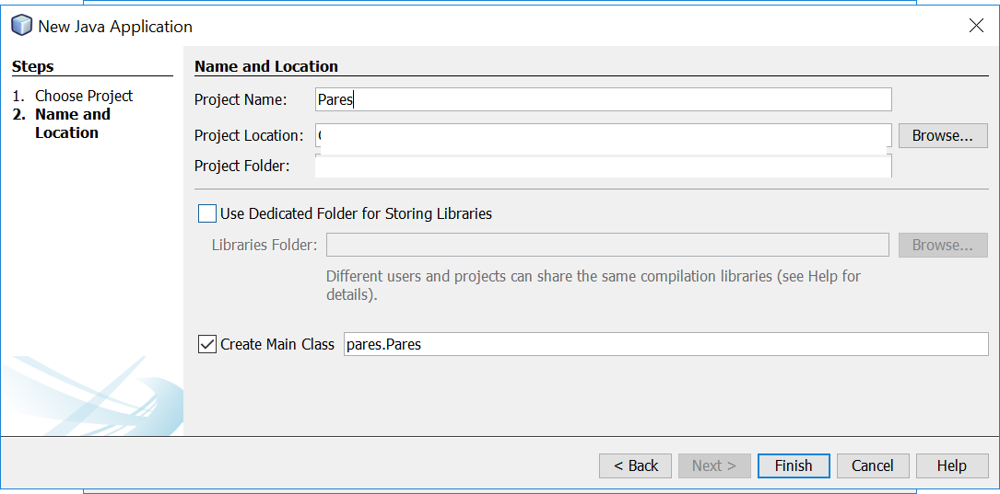 New Java Application
Steps
1. Choose Project
2. Name and
Location
Name and Location
Project Name: Pares
Project Location: Browse...
Project Folder:
Use Dedicated Folder for Storing Libraries
Libraries Folder: Browse...
Different users and projects can share the same compilation libraries (see Help for
details).
Create Main Class pares.Pares
< Back Next > Finish Cancel Help